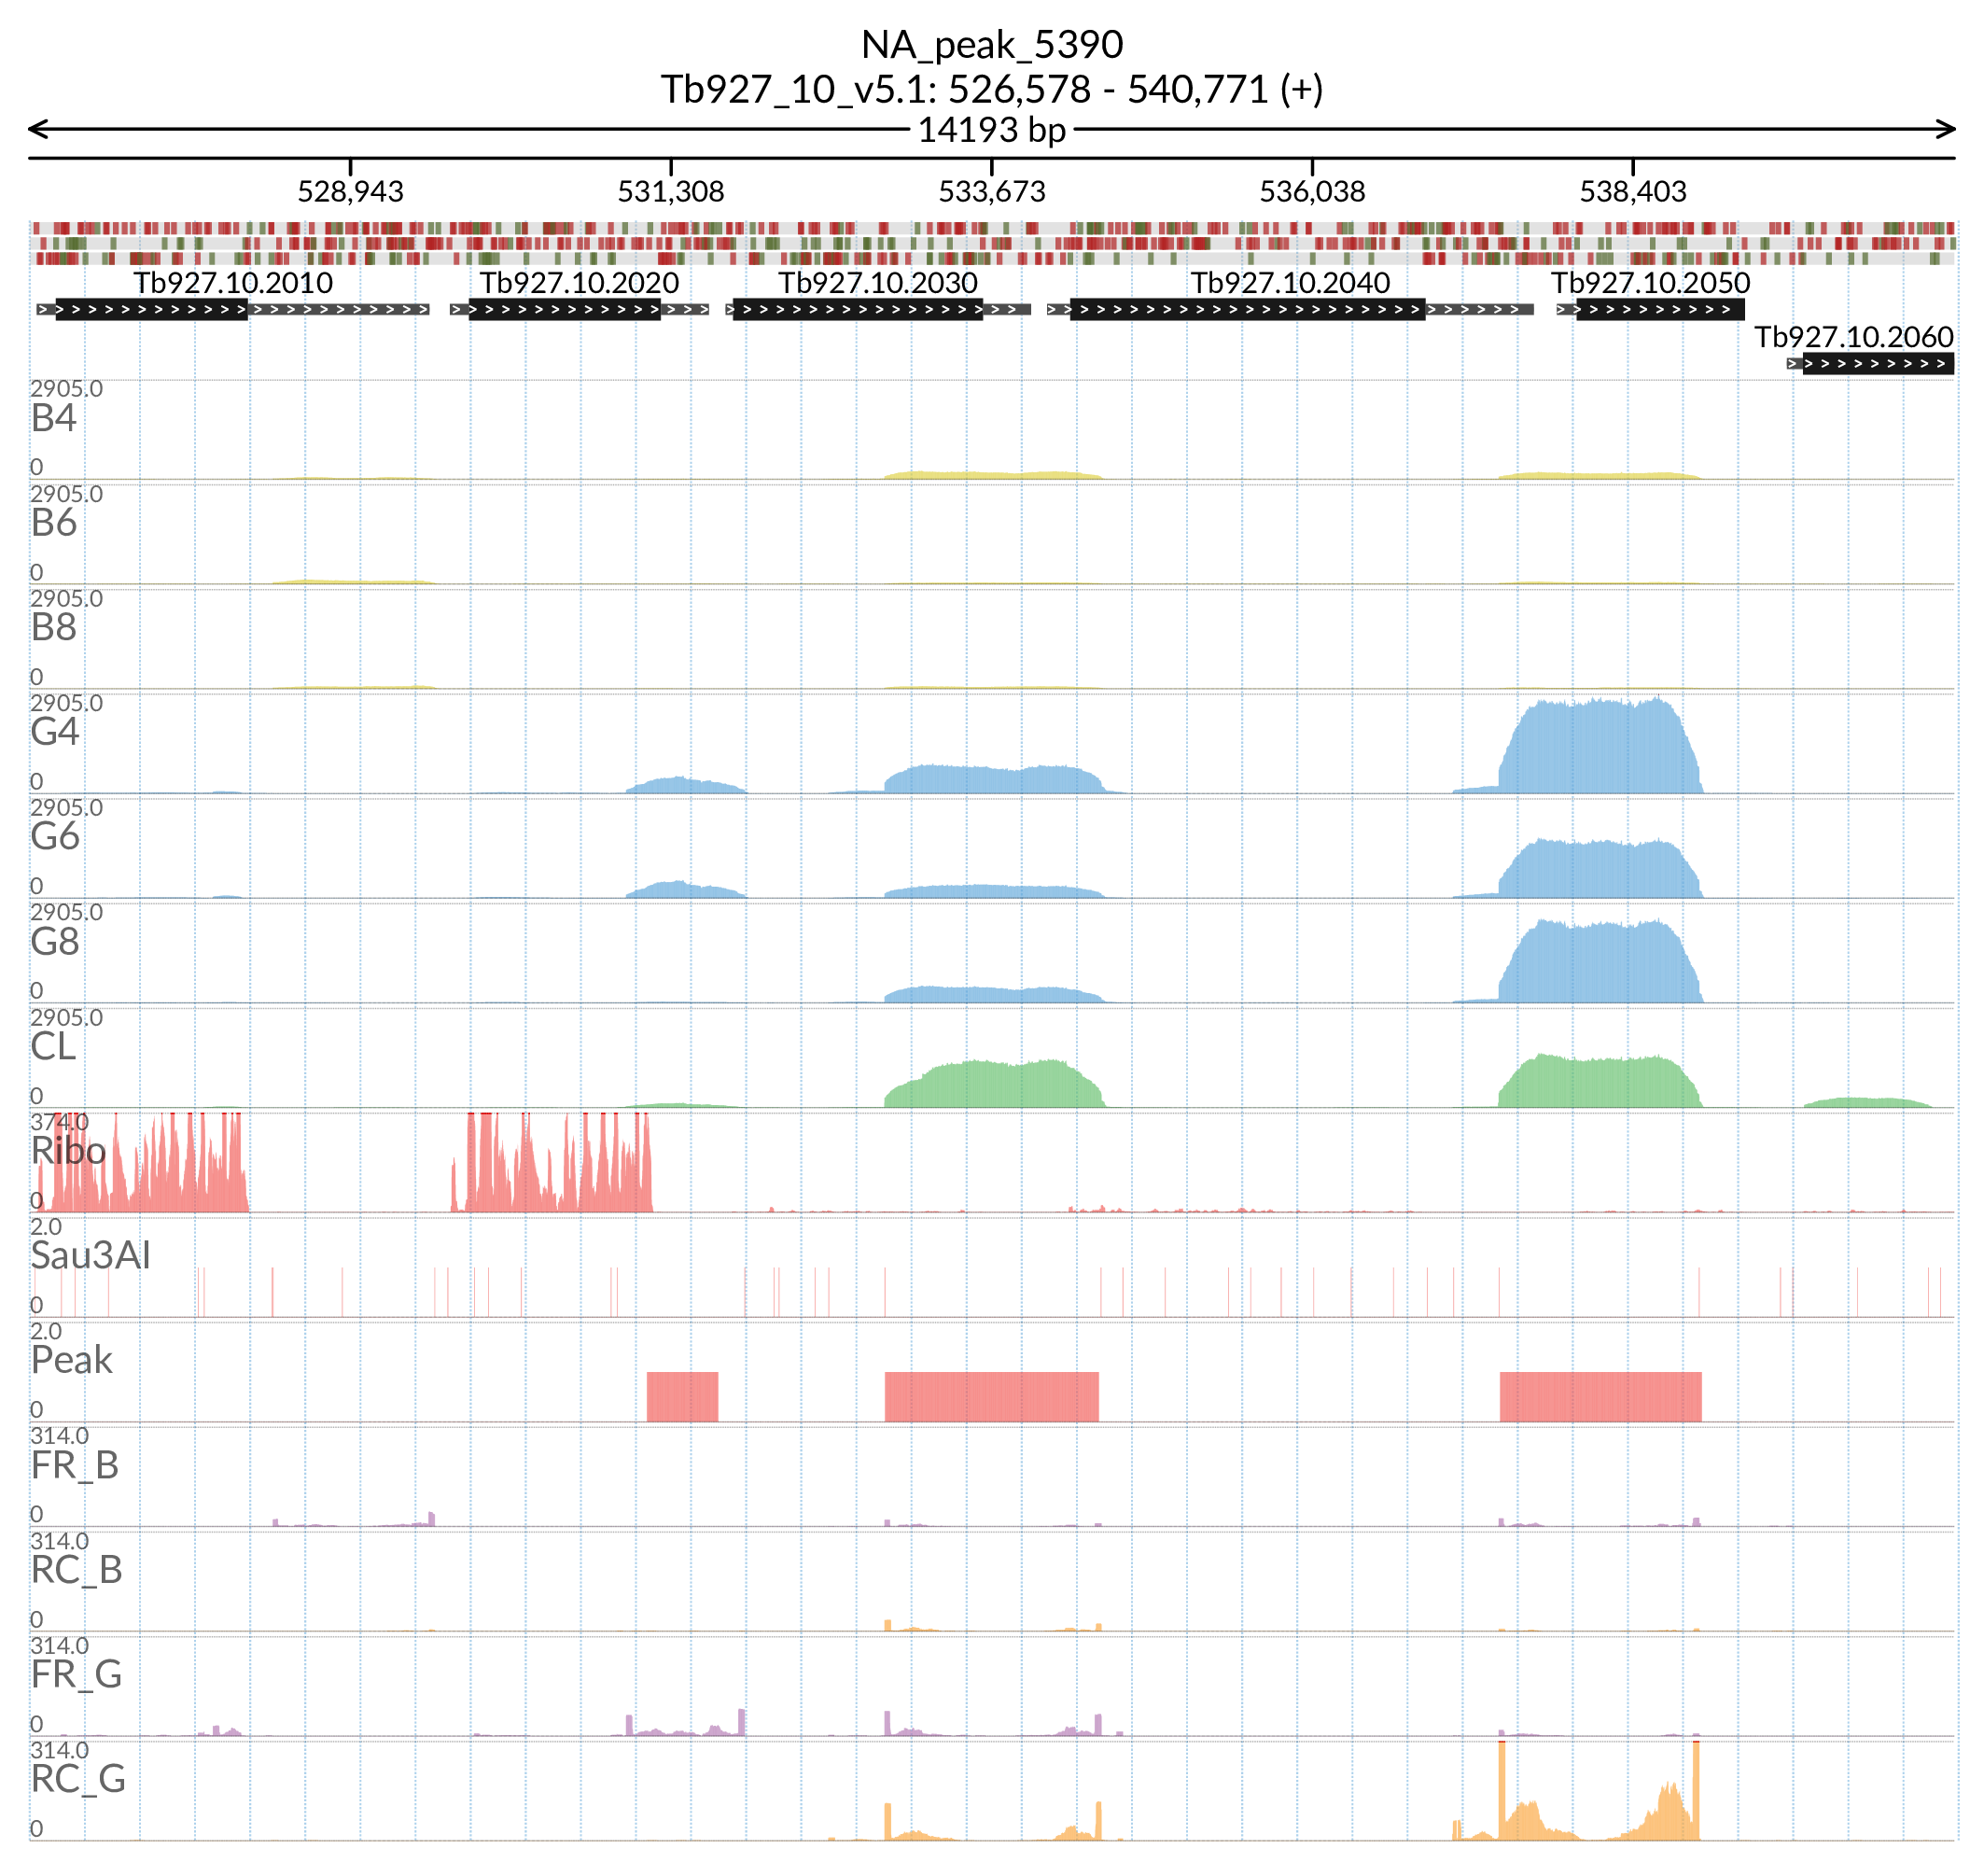 NA_peak_5390
Tb927_10_v5.1: 526,578 - 540,771 (+)
14193 bp
528,943 531,308 533,673 536,038 538,403
Tb927.10.2010 Tb927.10.2020 Tb927.10.2030 Tb927.10.2040 Tb927.10.2050
Tb927.10.2060
2905.0
B4
0
2905.0
B6
0
2905.0
B8
0
2905.0
G4
0
2905.0
G6
0
2905.0
G8
0
2905.0
CL
0
374.0
Ribo
0
2.0
Sau3AI
0
2.0
Peak
0
314.0
FR_B
0
314.0
RC_B
0
314.0
FR_G
0
314.0
RC_G
0